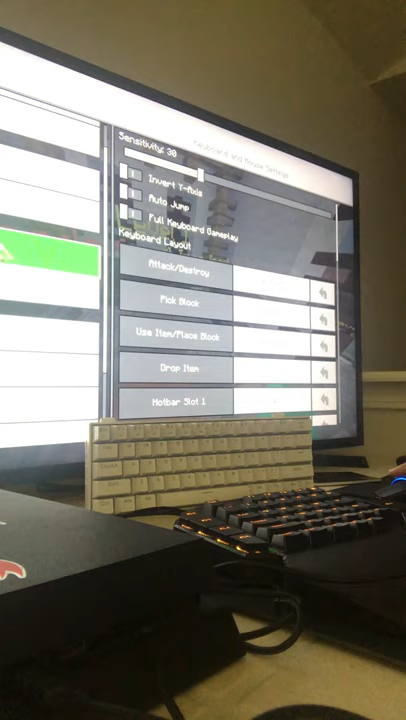 Keyboard and Mouse Settings
Sensitivity: 30
Invert Y-Axis
Auto Jump
Full Keyboard Gameplay
Keyboard Layout
Attack/Destroy
Pick Block
Use Item/Place Block
Drop Item
Hotbar Slot 1